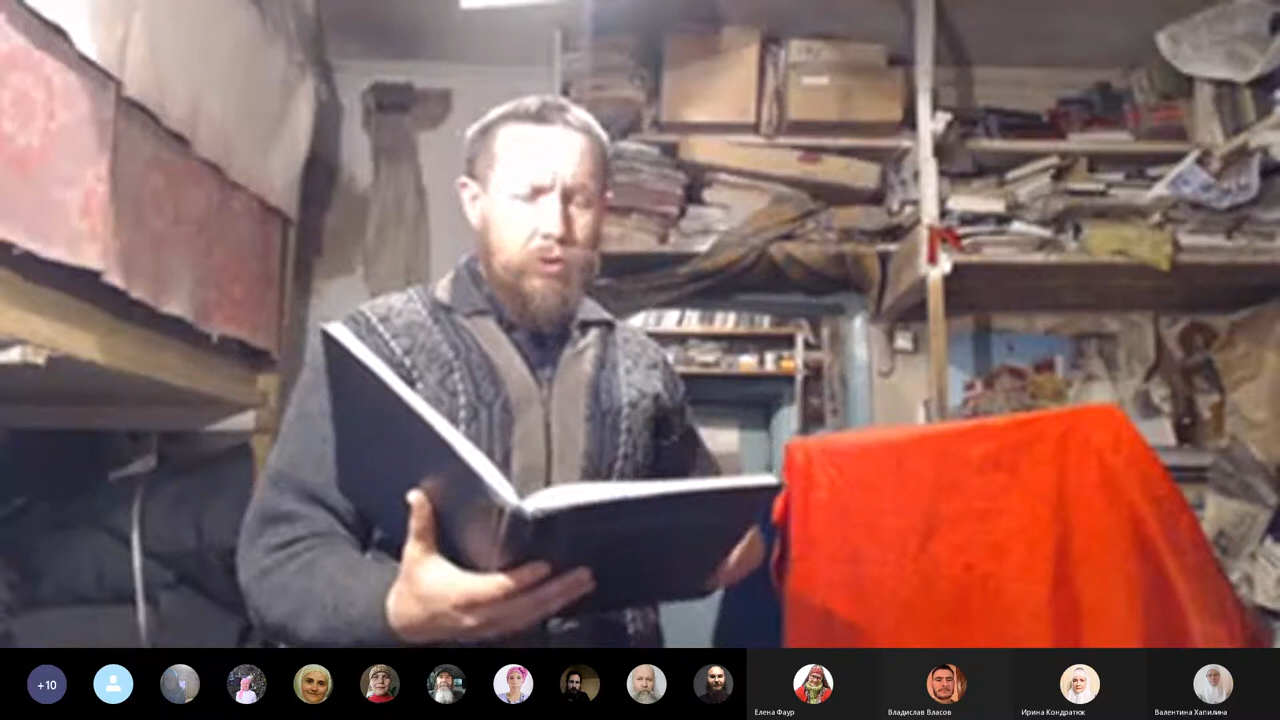 +10
Елена Фаур
Владислав Власов
Ирина Кондратюк
Валентина Хапилина